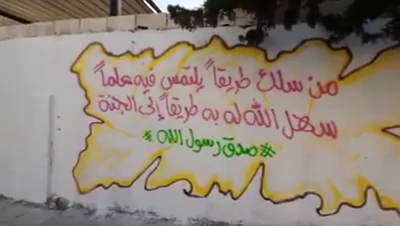 من سلك طريقاً يلتمس فيه علماً
سهل الله له به طريقاً إلى الجنة
# صدق رسول الله #